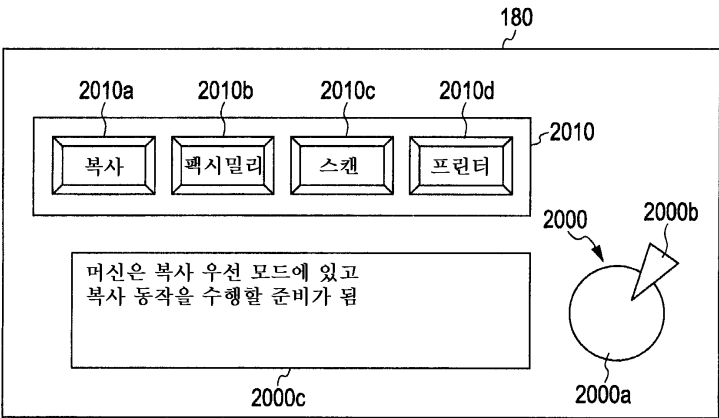 180
2010a 2010b 2010c 2010d
2010
복사 팩시밀리 스캔 프린터
2000 2000b
머신은 복사 우선 모드에 있고
복사 동작을 수행할 준비가 됨
2000c 2000a